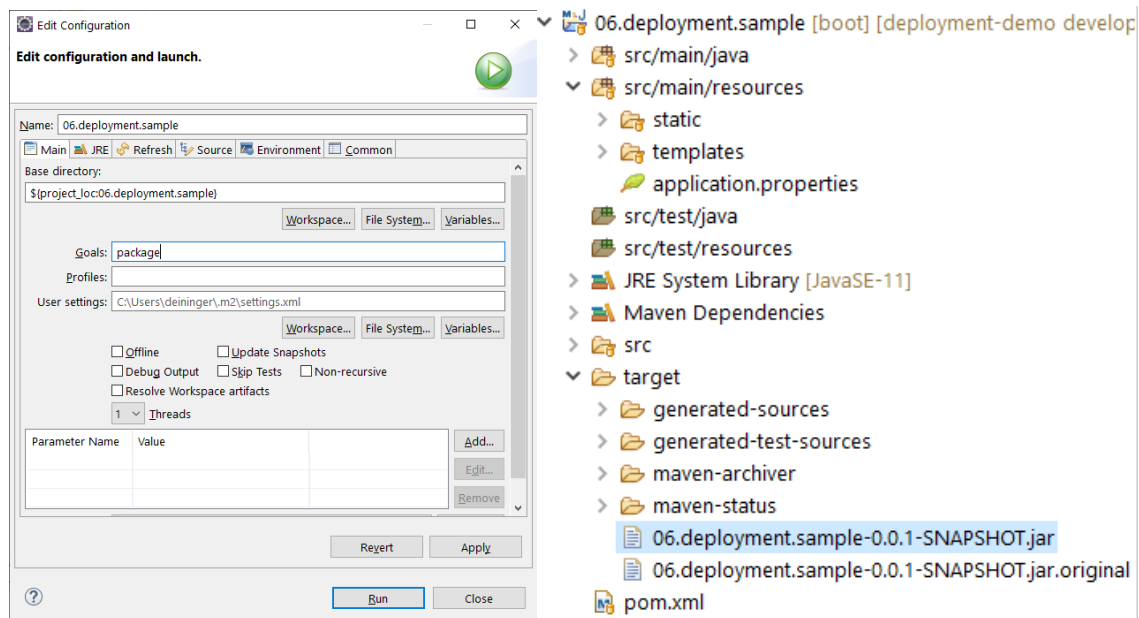 Edit Configuration
Edit configuration and launch.
Name: 06.deployment.sample
Main JRE Refresh Source Environment Common
Base directory:
${project_loc:06.deployment.sample}
Workspace... File System... Variables...
Goals: package
Profiles:
User settings: C:\Users\deininger\.m2\settings.xml
Workspace... File System... Variables...
Offline Update Snapshots
Debug Output Skip Tests Non-recursive
Resolve Workspace artifacts
1 Threads
Parameter Name Value
Add...
Edit...
Remove
Revert Apply
Run Close
06.deployment.sample [boot] [deployment-demo develop
src/main/java
src/main/resources
static
templates
application.properties
src/test/java
src/test/resources
JRE System Library [JavaSE-11]
Maven Dependencies
src
target
generated-sources
generated-test-sources
maven-archiver
maven-status
06.deployment.sample-0.0.1-SNAPSHOT.jar
06.deployment.sample-0.0.1-SNAPSHOT.jar.original
pom.xml